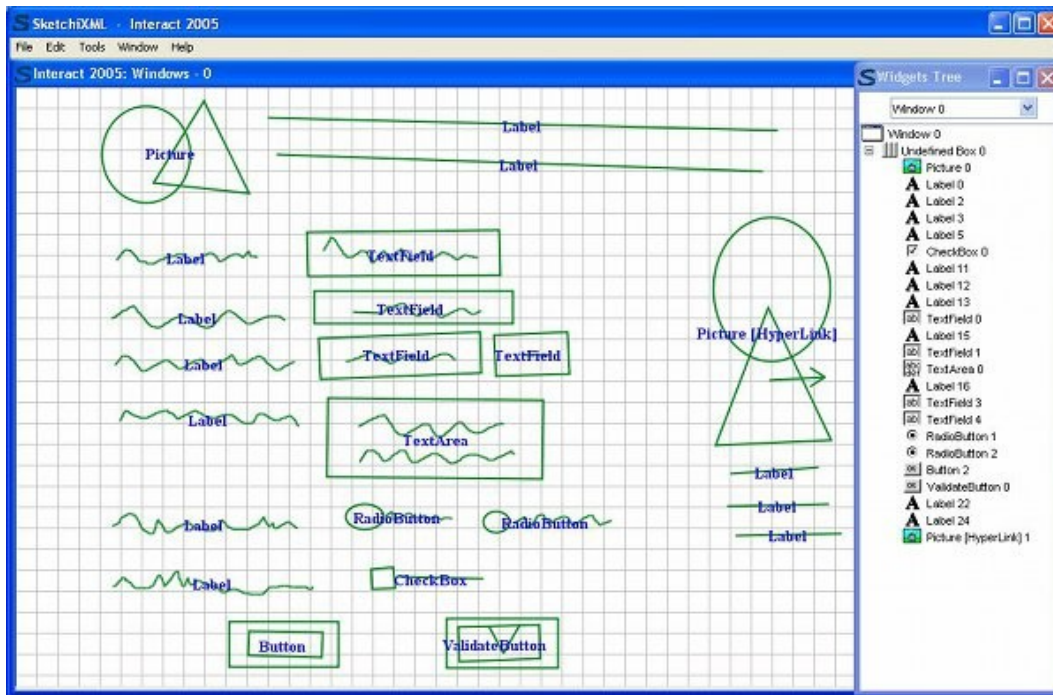 SketchiXML - Interact 2005
File Edit Tools Window Help
Interact 2005: Windows - 0
Label
Picture
Label
Label
TextField
Label
TextField
Label
TextField
TextField
Picture [HyperLink]
Label
TextArea
Label
Label
RadioButton
RadioButton
Label
Label
Label
CheckBox
Button
ValidateButton
Widgets Tree
Window 0
Window 0
Undefined Box 0
Picture 0
Label 0
Label 2
Label 3
Label 5
CheckBox 0
Label 11
Label 12
Label 13
TextField 0
Label 15
TextField 1
TextArea 0
Label 16
TextField 3
TextField 4
RadioButton 1
RadioButton 2
Button 2
ValidateButton 0
Label 22
Label 24
Picture [HyperLink] 1